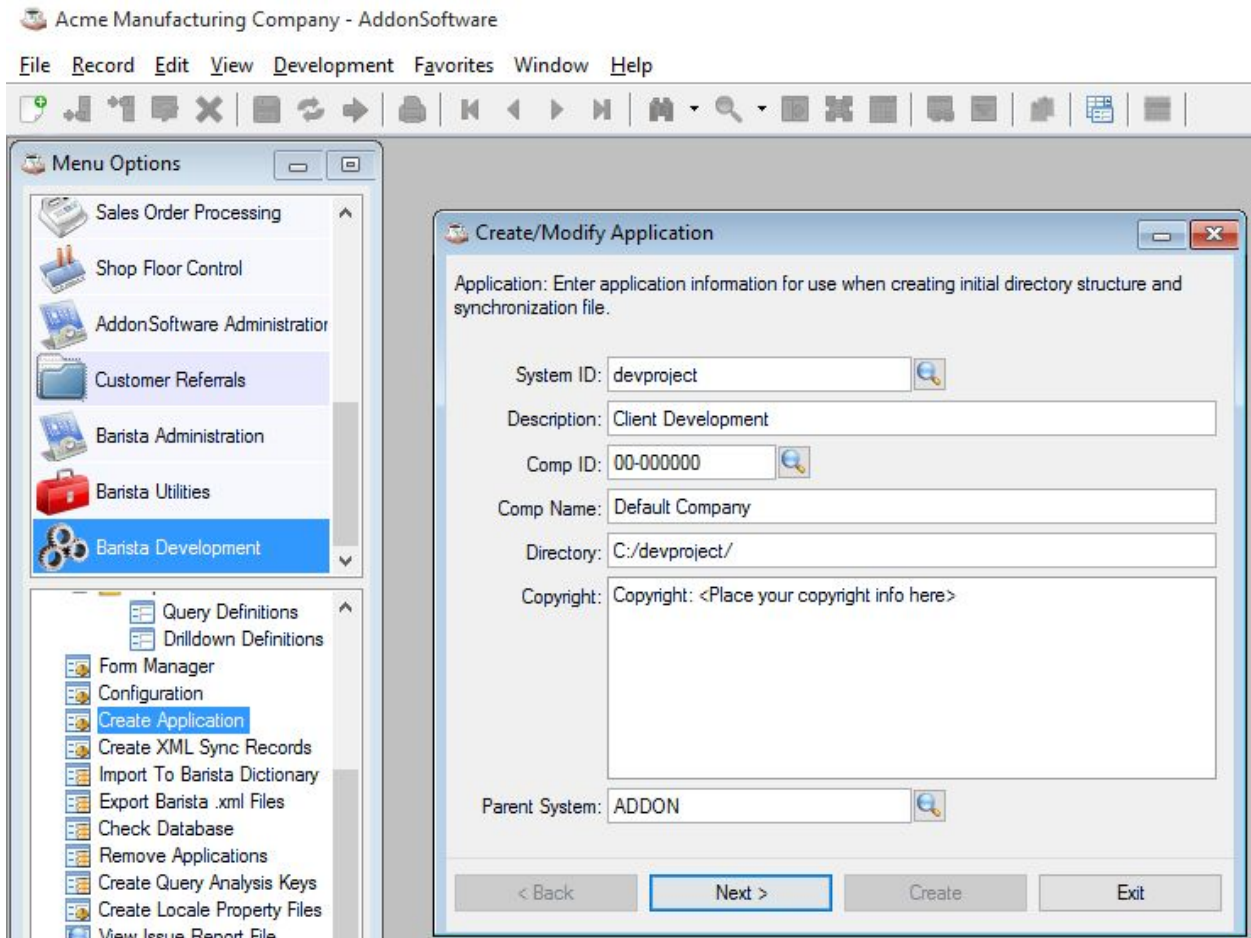 Acme Manufacturing Company - AddonSoftware
File Record Edit View Development Favorites Window Help
Menu Options
Sales Order Processing
Shop Floor Control
AddonSoftware Administration
Customer Referrals
Barista Administration
Barista Utilities
Barista Development
Query Definitions
Drilldown Definitions
Form Manager
Configuration
Create Application
Create XML Sync Records
Import To Barista Dictionary
Export Barista .xml Files
Check Database
Remove Applications
Create Query Analysis Keys
Create Locale Property Files
View Issue Report File
Create/Modify Application
Application: Enter application information for use when creating initial directory structure and
synchronization file.
System ID: devproject
Description: Client Development
Comp ID: 00-000000
Comp Name: Default Company
Directory: C:/devproject/
Copyright: Copyright: <Place your copyright info here>
Parent System: ADDON
< Back Next > Create Exit